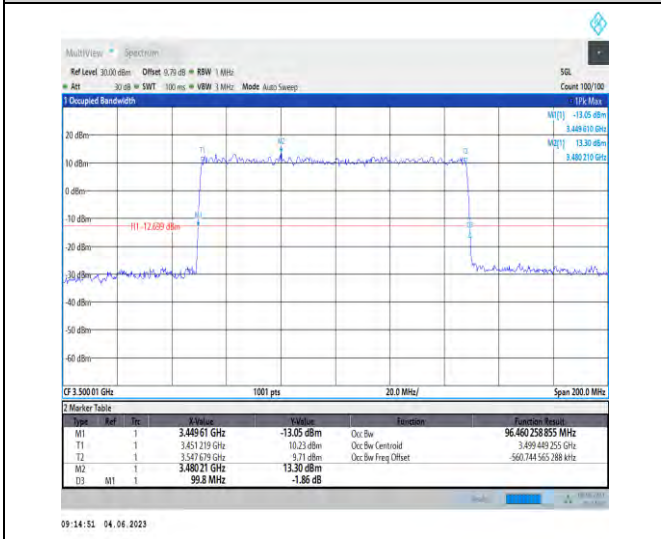 MultiView Spectrum
Ref Level 30.00 dBm Offset 9.79 dB RBW 1 MHz SGL
Att 30 dB SWT 100 ms VBW 3 MHz Mode Auto Sweep Count 100/100
1 Occupied Bandwidth 1Pk Max
M1[1] -13.05 dBm
3.449 610 GHz
M2[1] 13.30 dBm
3.480 210 GHz
20 dBm
M2
T1
10 dBm
0 dBm
-10 dBm
M1
H1 -12.699 dBm
D3
-20 dBm
-30 dBm
-40 dBm
-50 dBm
-60 dBm
CF 3.500 01 GHz 1001 pts 20.0 MHz/ Span 200.0 MHz
2 Marker Table
Type Ref Trc X-Value Y-Value Function Function Result
M1 1 3.449 61 GHz -13.05 dBm Occ Bw 96.460 258 855 MHz
T1 1 3.451 219 GHz 10.23 dBm Occ Bw Centroid 3.499 449 255 GHz
T2 1 3.547 679 GHz 9.71 dBm Occ Bw Freq Offset -560.744 565 288 kHz
M2 1 3.480 21 GHz 13.30 dBm
D3 M1 1 99.8 MHz -1.86 dB
09:14:51 04.06.2023